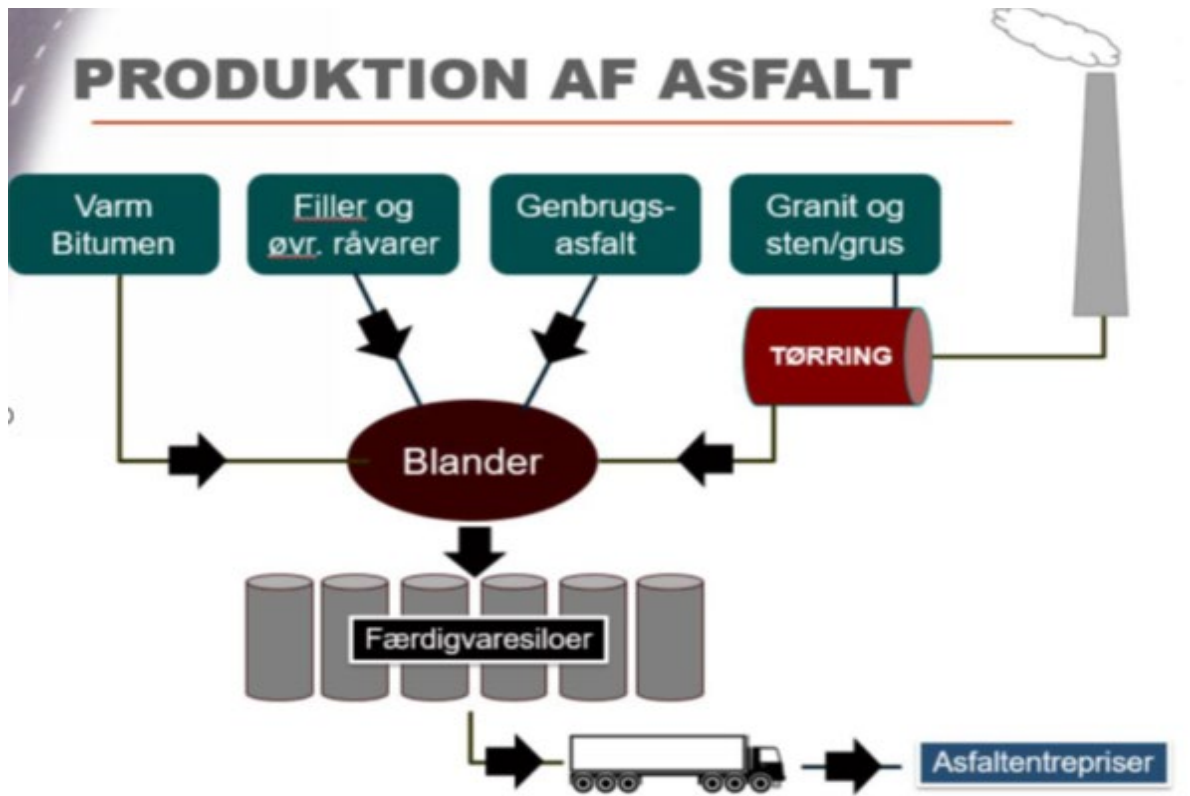 PRODUKTION AF ASFALT
Varm
Bitumen
Filler og
øvr. råvarer
Genbrugs-
asfalt
Granit og
sten/grus
TØRRING
Blander
Færdigvaresiloer
Asfaltentrepriser